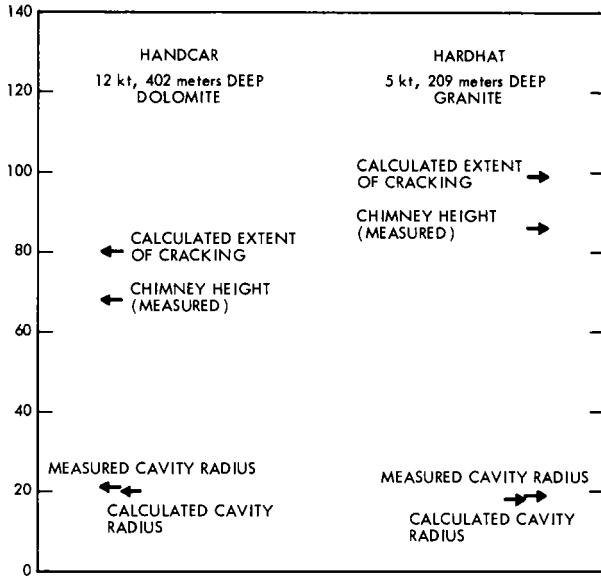 140
120
100
80
60
40
20
0
HANDCAR
12 kt, 402 meters DEEP
DOLOMITE
HARDHAT
5 kt, 209 meters DEEP
GRANITE
CALCULATED EXTENT
OF CRACKING
CHIMNEY HEIGHT
(MEASURED)
CALCULATED EXTENT
OF CRACKING
CHIMNEY HEIGHT
(MEASURED)
MEASURED CAVITY RADIUS
CALCULATED CAVITY
RADIUS
MEASURED CAVITY RADIUS
CALCULATED CAVITY
RADIUS